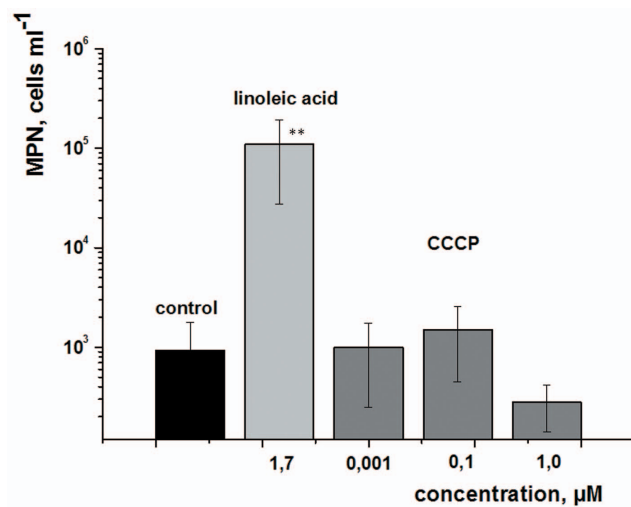 MPN, cells ml-1
10^6
10^5
10^4
10^3
linoleic acid
**
CCCP
control
1,7 0,001 0,1 1,0
concentration, μM